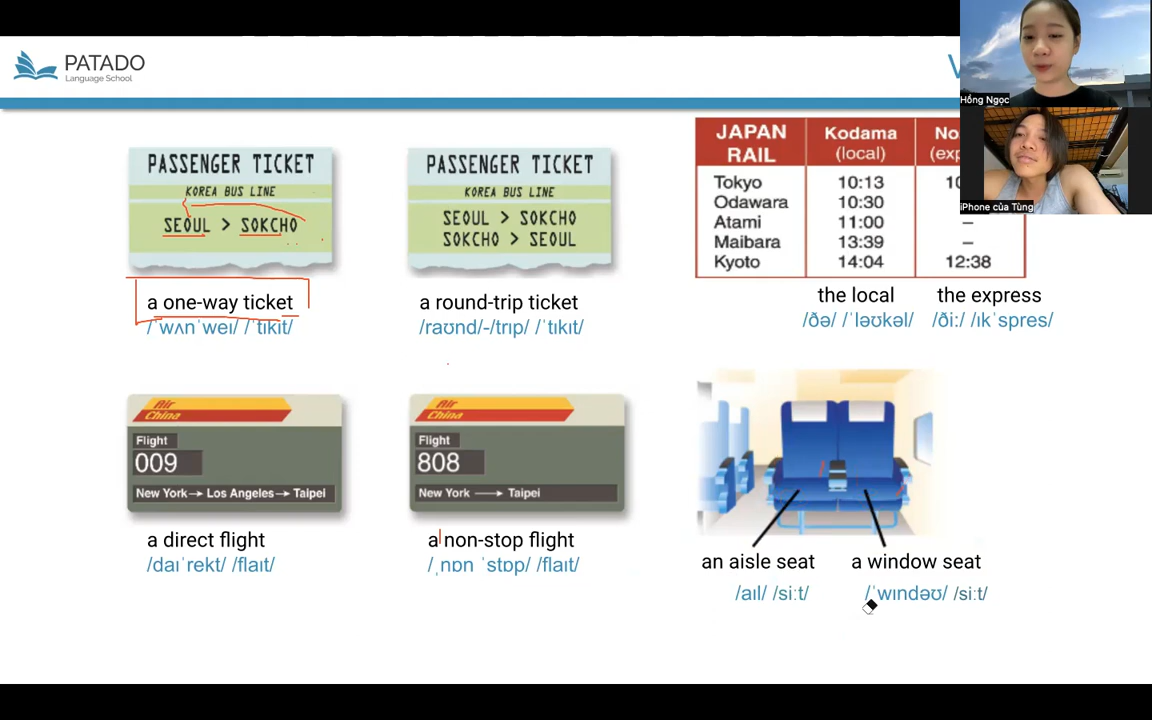 PATADO
Language School
V
Hồng Ngọc
iPhone của Tùng
PASSENGER TICKET
KOREA BUS LINE
SEOUL > SOKCHO
a one-way ticket
/ˈwʌnˈweɪ/ /ˈtɪkɪt/
PASSENGER TICKET
KOREA BUS LINE
SEOUL > SOKCHO
SOKCHO > SEOUL
a round-trip ticket
/raʊnd/-/trɪp/ /ˈtɪkɪt/
JAPAN RAIL Kodama (local)
Tokyo 10:13 10
Odawara 10:30
Atami 11:00 –
Maibara 13:39 –
Kyoto 14:04 12:38
the local the express
/ðə/ /ˈləʊkəl/ /ðiː/ /ɪkˈspres/
Air China
Flight
009
New York → Los Angeles → Taipei
a direct flight
/daɪˈrekt/ /flaɪt/
Air China
Flight
808
New York → Taipei
a non-stop flight
/ˌnɒn ˈstɒp/ /flaɪt/
an aisle seat a window seat
/aɪl/ /siːt/ /ˈwɪndəʊ/ /siːt/